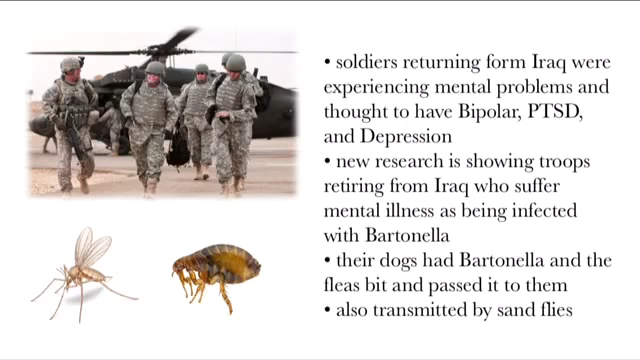 • soldiers returning form Iraq were
experiencing mental problems and
thought to have Bipolar, PTSD,
and Depression
• new research is showing troops
retiring from Iraq who suffer
mental illness as being infected
with Bartonella
• their dogs had Bartonella and the
fleas bit and passed it to them
• also transmitted by sand flies